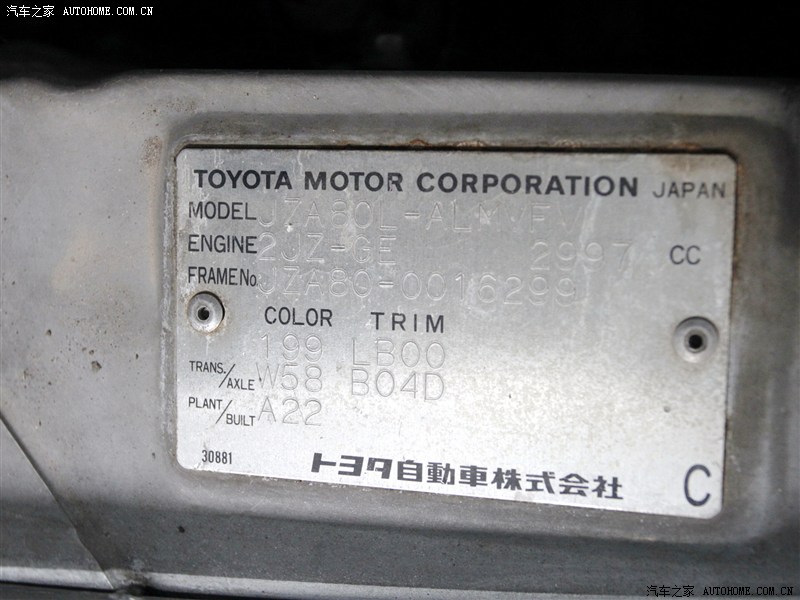 汽车之家 AUTOHOME.COM.CN
TOYOTA MOTOR CORPORATION JAPAN
MODEL
ENGINE 2JZ-GE 2997 CC
FRAME No JZA80-0016299
COLOR TRIM
199 LB00
TRANS./AXLE W58 B04D
PLANT/BUILT A22
30881 トヨタ自動車株式会社 C
汽车之家 AUTOHOME.COM.CN